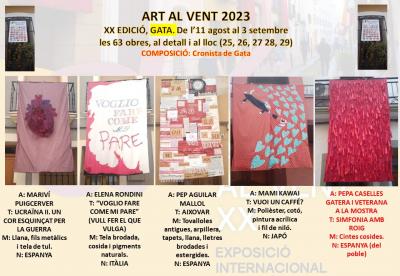 ART AL VENT 2023
XX EDICIÓ, GATA. De l'11 agost al 3 setembre
les 63 obres, al detall i al lloc (25, 26, 27 28, 29)
COMPOSICIÓ: Cronista de Gata
VOGLIO
FARE
COME
PARE
A: MARIVÍ
PUIGCERVER
T: UCRAÏNA II. UN
COR ESQUINÇAT PER
LA GUERRA
M: Llana, fils metàl·lics
i tela de tul.
N: ESPANYA
A: ELENA RONDINI
T: "VOGLIO FARE
COME MI PARE"
(VULL FER EL QUE
VULGA)
M: Tela brodada,
cosida i pigments
naturals.
N: ITÀLIA
A: PEP AGUILAR
MALLOL
T: AIXOVAR
M: Tovalloles
antigues, arpillera,
tapets, llana, lletres
brodades i
estergides.
N: ESPANYA
A: MAMI KAWAI
T: VUOI UN CAFFÉ?
M: Polièster, cotó,
pintura acrílica
i fil de niló.
N: JAPÓ
A: PEPA CASELLES
GATERA I VETERANA
A LA MOSTRA
T: SIMFONIA AMB
ROIG
M: Cintes cosides.
N: ESPANYA (del
poble)
XX
EXPOSICIÓ
INTERNACIONAL